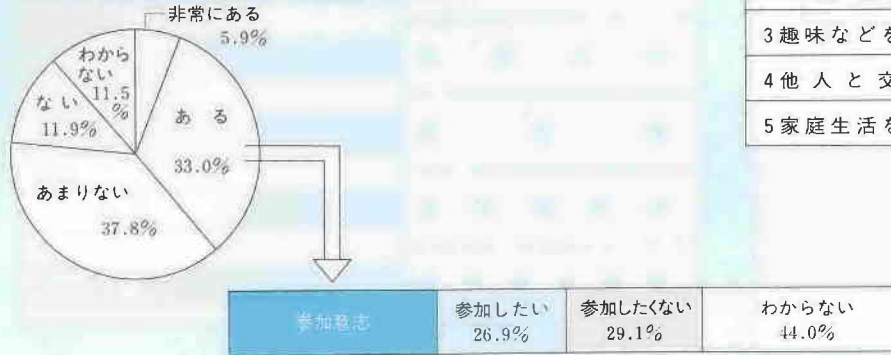 非常にある
5.9%
わから
ない
11.5
%
ない
11.9%
ある
33.0%
あまりない
37.8%
3趣味などを
4他人と交
5家庭生活を
参加意志
参加したい
26.9%
参加したくない
29.1%
わからない
44.0%